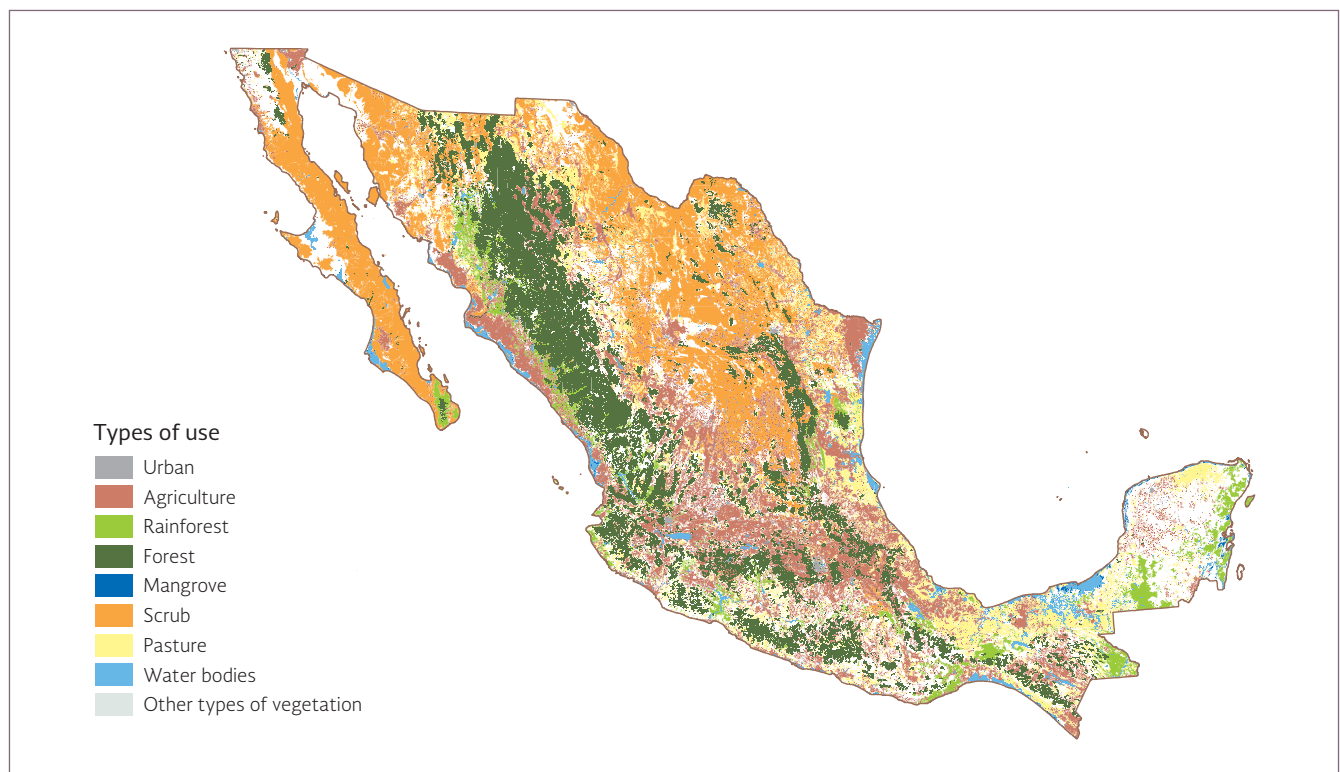 Types of use
Urban
Agriculture
Rainforest
Forest
Mangrove
Scrub
Pasture
Water bodies
Other types of vegetation